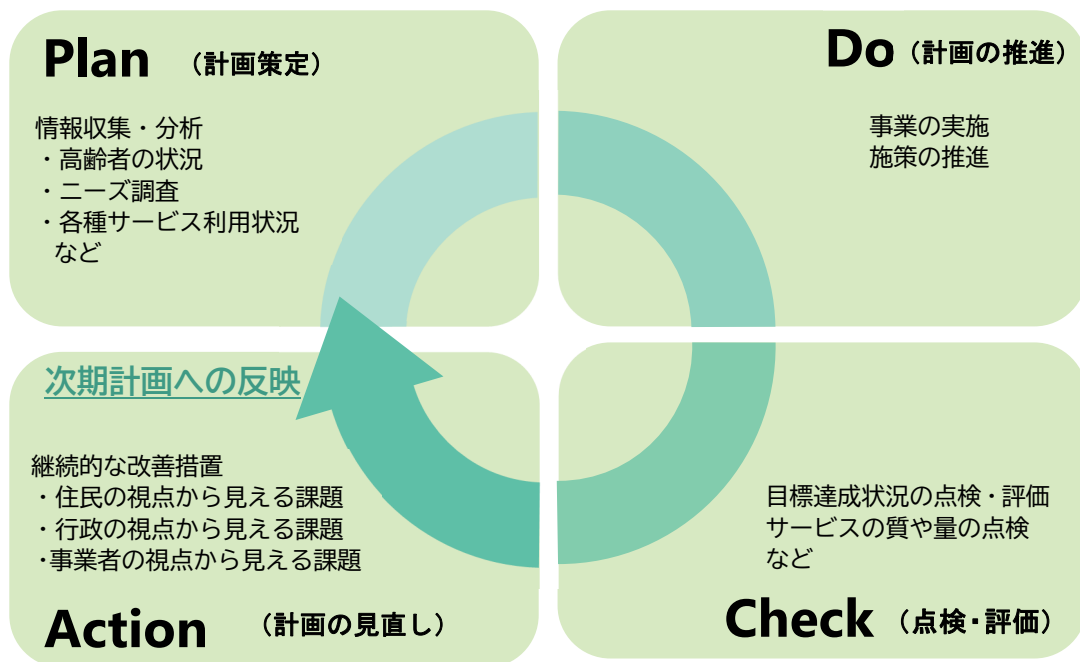 Plan （計画策定）
情報収集・分析
・高齢者の状況
・ニーズ調査
・各種サービス利用状況
など
Do（計画の推進）
事業の実施
施策の推進
次期計画への反映
継続的な改善措置
・住民の視点から見える課題
・行政の視点から見える課題
・事業者の視点から見える課題
Action （計画の見直し）
目標達成状況の点検・評価
サービスの質や量の点検
など
Check （点検・評価）